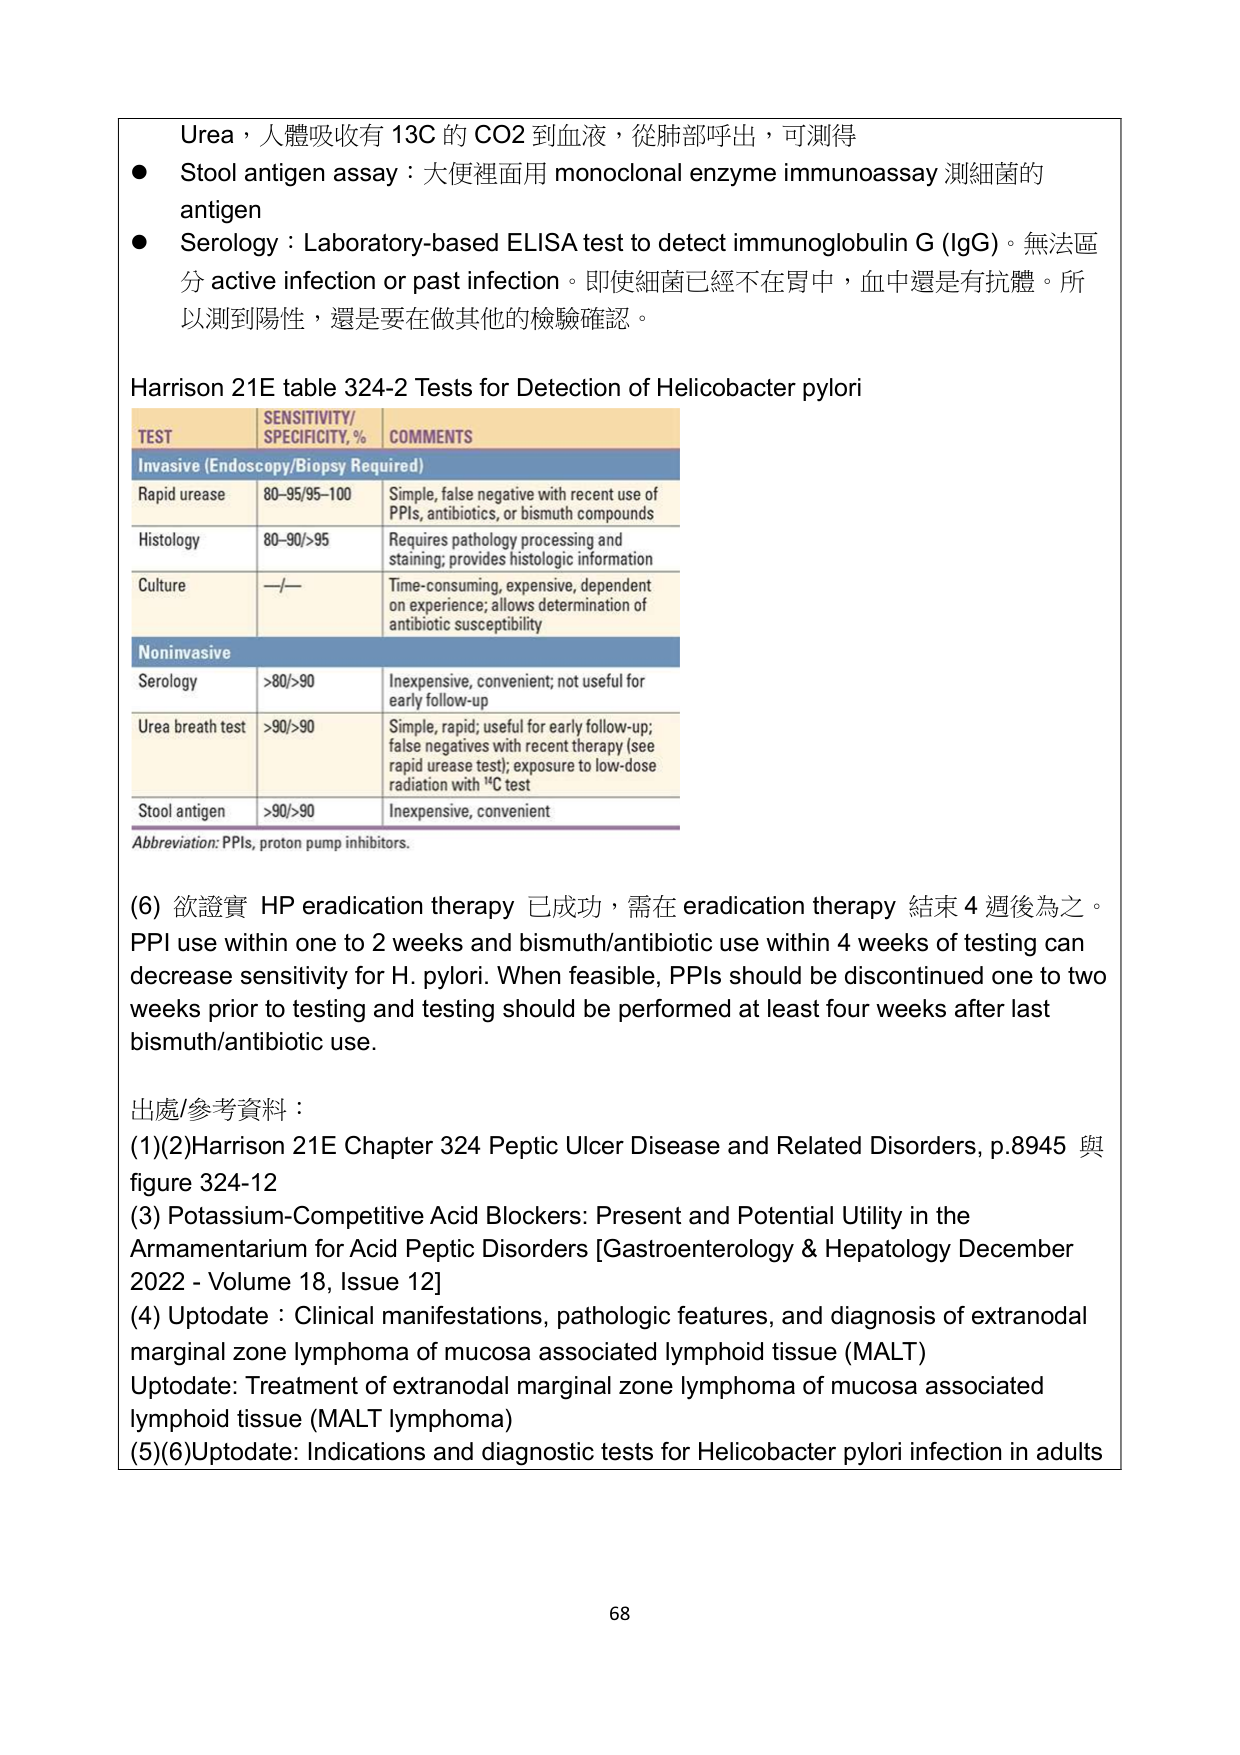 Urea，人體吸收有 13C 的 CO2 到血液，從肺部呼出，可測得
● Stool antigen assay：大便裡面用 monoclonal enzyme immunoassay 測細菌的
antigen
● Serology：Laboratory-based ELISA test to detect immunoglobulin G (IgG)。無法區
分 active infection or past infection。即使細菌已經不在胃中，血中還是有抗體。所
以測到陽性，還是要在做其他的檢驗確認。
Harrison 21E table 324-2 Tests for Detection of Helicobacter pylori
TEST SENSITIVITY/ SPECIFICITY, % COMMENTS
Invasive (Endoscopy/Biopsy Required)
Rapid urease 80–95/95–100 Simple, false negative with recent use of
PPIs, antibiotics, or bismuth compounds
Histology 80–90/>95 Requires pathology processing and
staining; provides histologic information
Culture —/— Time-consuming, expensive, dependent
on experience; allows determination of
antibiotic susceptibility
Noninvasive
Serology >80/>90 Inexpensive, convenient; not useful for
early follow-up
Urea breath test >90/>90 Simple, rapid; useful for early follow-up;
false negatives with recent therapy (see
rapid urease test); exposure to low-dose
radiation with ¹⁴C test
Stool antigen >90/>90 Inexpensive, convenient
Abbreviation: PPIs, proton pump inhibitors.
(6) 欲證實 HP eradication therapy 已成功，需在 eradication therapy 結束 4 週後為之。
PPI use within one to 2 weeks and bismuth/antibiotic use within 4 weeks of testing can
decrease sensitivity for H. pylori. When feasible, PPIs should be discontinued one to two
weeks prior to testing and testing should be performed at least four weeks after last
bismuth/antibiotic use.
出處/參考資料：
(1)(2)Harrison 21E Chapter 324 Peptic Ulcer Disease and Related Disorders, p.8945 與
figure 324-12
(3) Potassium-Competitive Acid Blockers: Present and Potential Utility in the
Armamentarium for Acid Peptic Disorders [Gastroenterology & Hepatology December
2022 - Volume 18, Issue 12]
(4) Uptodate：Clinical manifestations, pathologic features, and diagnosis of extranodal
marginal zone lymphoma of mucosa associated lymphoid tissue (MALT)
Uptodate: Treatment of extranodal marginal zone lymphoma of mucosa associated
lymphoid tissue (MALT lymphoma)
(5)(6)Uptodate: Indications and diagnostic tests for Helicobacter pylori infection in adults
68